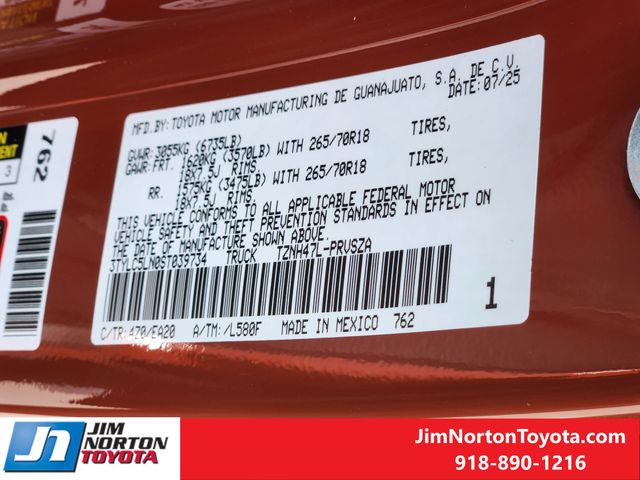 MFD.BY:TOYOTA MOTOR MANUFACTURING DE GUANAJUATO, S.A. DE C.V.
DATE:07/25
GVWR:3055KG (6735LB)
GAWR:FRT. 1620KG (3570LB) WITH 265/70R18 TIRES,
18X7.5J RIMS
RR. 1575KG (3475LB) WITH 265/70R18 TIRES,
18X7.5J RIMS.
THIS VEHICLE CONFORMS TO ALL APPLICABLE FEDERAL MOTOR
VEHICLE SAFETY AND THEFT PREVENTION STANDARDS IN EFFECT ON
THE DATE OF MANUFACTURE SHOWN ABOVE.
3TYLC5LN0ST039734 TRUCK TZNH47L-PRVSZA
1
C/TR:4Z0/EA20 A/TM:/L580F MADE IN MEXICO 762
762
3
JIM
NORTON
TOYOTA
JimNortonToyota.com
918-890-1216